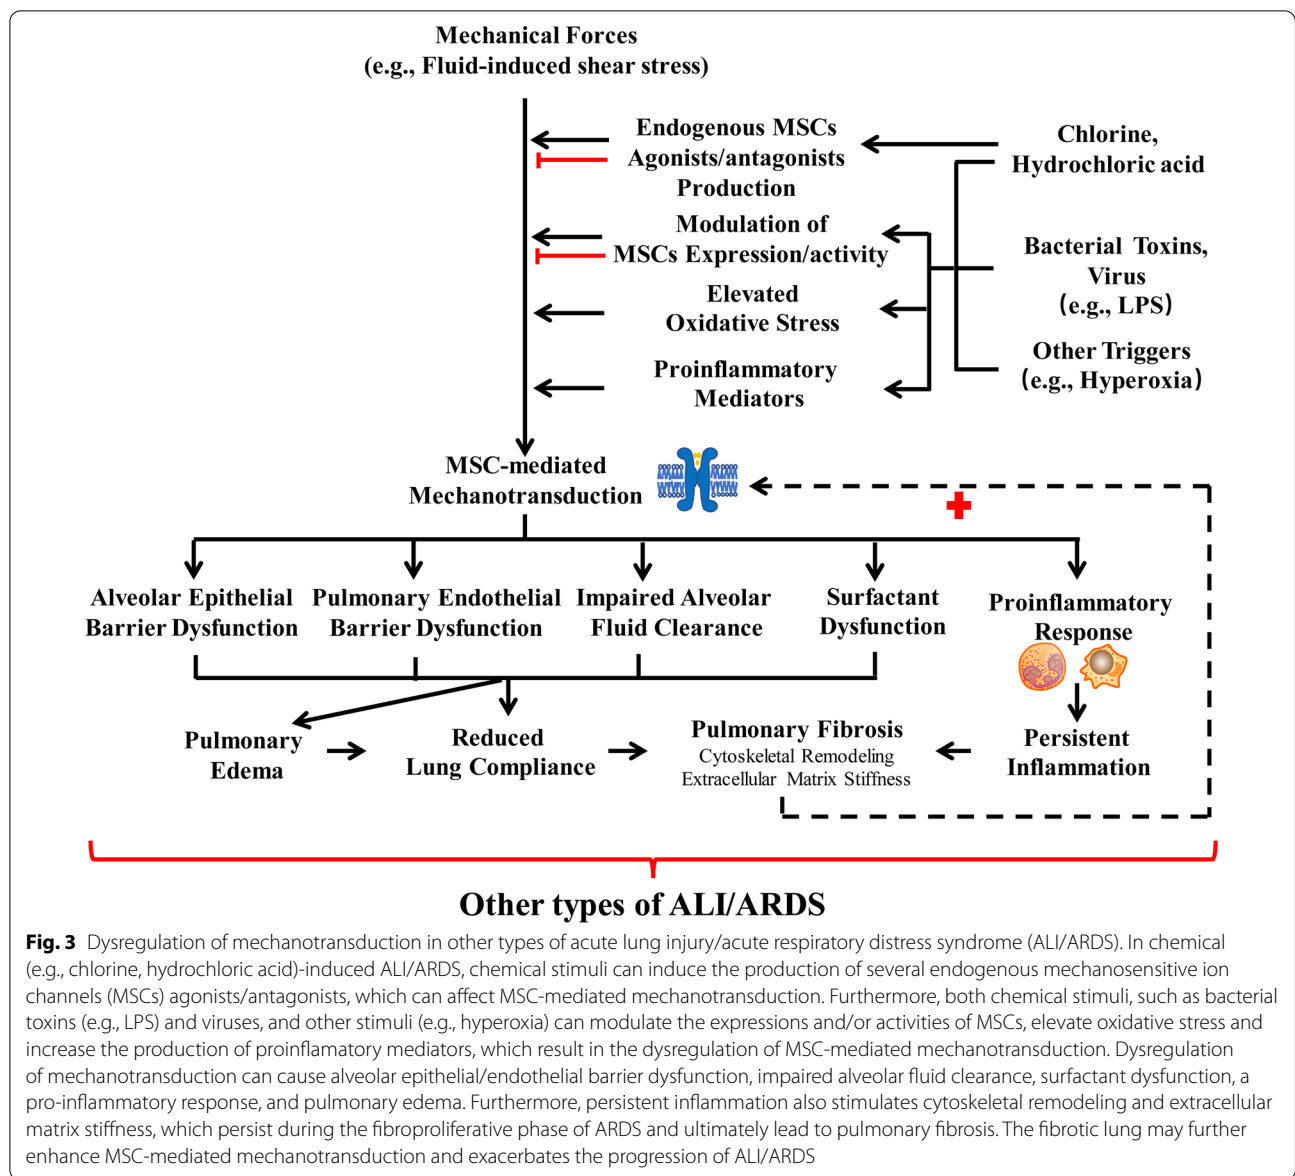 Mechanical Forces
(e.g., Fluid-induced shear stress)
Endogenous MSCs
Agonists/antagonists
Production
Chlorine,
Hydrochloric acid
Modulation of
MSCs Expression/activity
Bacterial Toxins,
Virus
(e.g., LPS)
Elevated
Oxidative Stress
Other Triggers
(e.g., Hyperoxia)
Proinflammatory
Mediators
MSC-mediated
Mechanotransduction
Alveolar Epithelial
Barrier Dysfunction
Pulmonary Endothelial
Barrier Dysfunction
Impaired Alveolar
Fluid Clearance
Surfactant
Dysfunction
Proinflammatory
Response
Pulmonary
Edema
Reduced
Lung Compliance
Pulmonary Fibrosis
Cytoskeletal Remodeling
Extracellular Matrix Stiffness
Persistent
Inflammation
Other types of ALI/ARDS
Fig. 3 Dysregulation of mechanotransduction in other types of acute lung injury/acute respiratory distress syndrome (ALI/ARDS). In chemical
(e.g., chlorine, hydrochloric acid)-induced ALI/ARDS, chemical stimuli can induce the production of several endogenous mechanosensitive ion
channels (MSCs) agonists/antagonists, which can affect MSC-mediated mechanotransduction. Furthermore, both chemical stimuli, such as bacterial
toxins (e.g., LPS) and viruses, and other stimuli (e.g., hyperoxia) can modulate the expressions and/or activities of MSCs, elevate oxidative stress and
increase the production of proinflamatory mediators, which result in the dysregulation of MSC-mediated mechanotransduction. Dysregulation
of mechanotransduction can cause alveolar epithelial/endothelial barrier dysfunction, impaired alveolar fluid clearance, surfactant dysfunction, a
pro-inflammatory response, and pulmonary edema. Furthermore, persistent inflammation also stimulates cytoskeletal remodeling and extracellular
matrix stiffness, which persist during the fibroproliferative phase of ARDS and ultimately lead to pulmonary fibrosis. The fibrotic lung may further
enhance MSC-mediated mechanotransduction and exacerbates the progression of ALI/ARDS